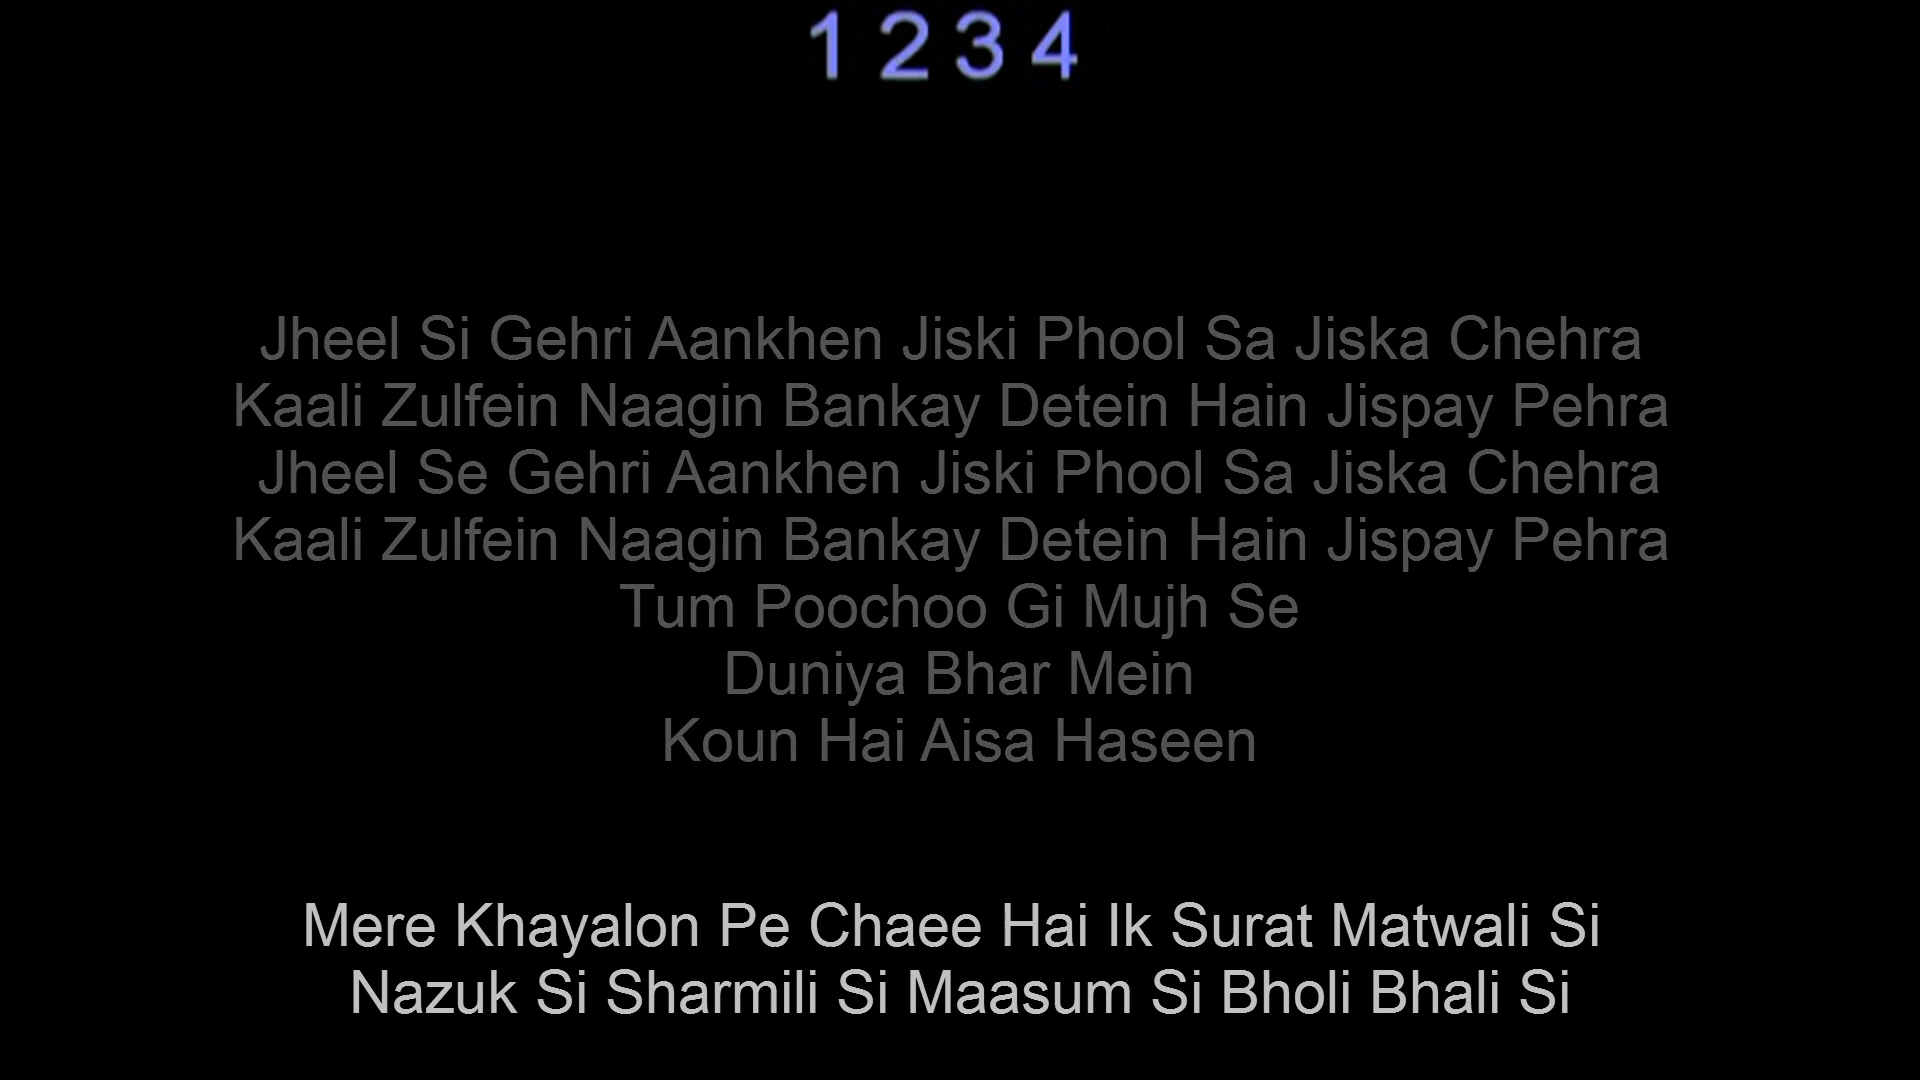 1 2 3 4
Jheel Si Gehri Aankhen Jiski Phool Sa Jiska Chehra
Kaali Zulfein Naagin Bankay Detein Hain Jispay Pehra
Jheel Se Gehri Aankhen Jiski Phool Sa Jiska Chehra
Kaali Zulfein Naagin Bankay Detein Hain Jispay Pehra
Tum Poochoo Gi Mujh Se
Duniya Bhar Mein
Koun Hai Aisa Haseen
Mere Khayalon Pe Chaee Hai Ik Surat Matwali Si
Nazuk Si Sharmili Si Maasum Si Bholi Bhali Si